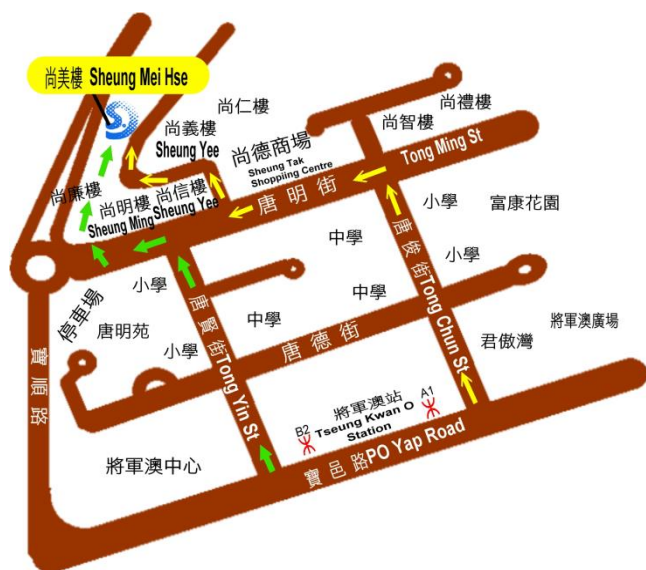 尚美樓 Sheung Mei Hse
尚仁樓
尚義樓
Sheung Yee
尚德商場
Sheung Tak
Shoppiing Centre
尚禮樓
尚智樓
Tong Ming St
唐明街
尚廉樓
尚明樓
Sheung Ming
尚信樓
Sheung Yee
小學
富康花園
中學
唐俊街 Tong Chun St
小學
停車場
小學
唐明苑
小學
唐賢街 Tong Yin St
中學
中學
唐德街
君傲灣
將軍澳廣場
寶順路
將軍澳站
Tseung Kwan O
Station
B2
A1
將軍澳中心
寶邑路 PO Yap Road